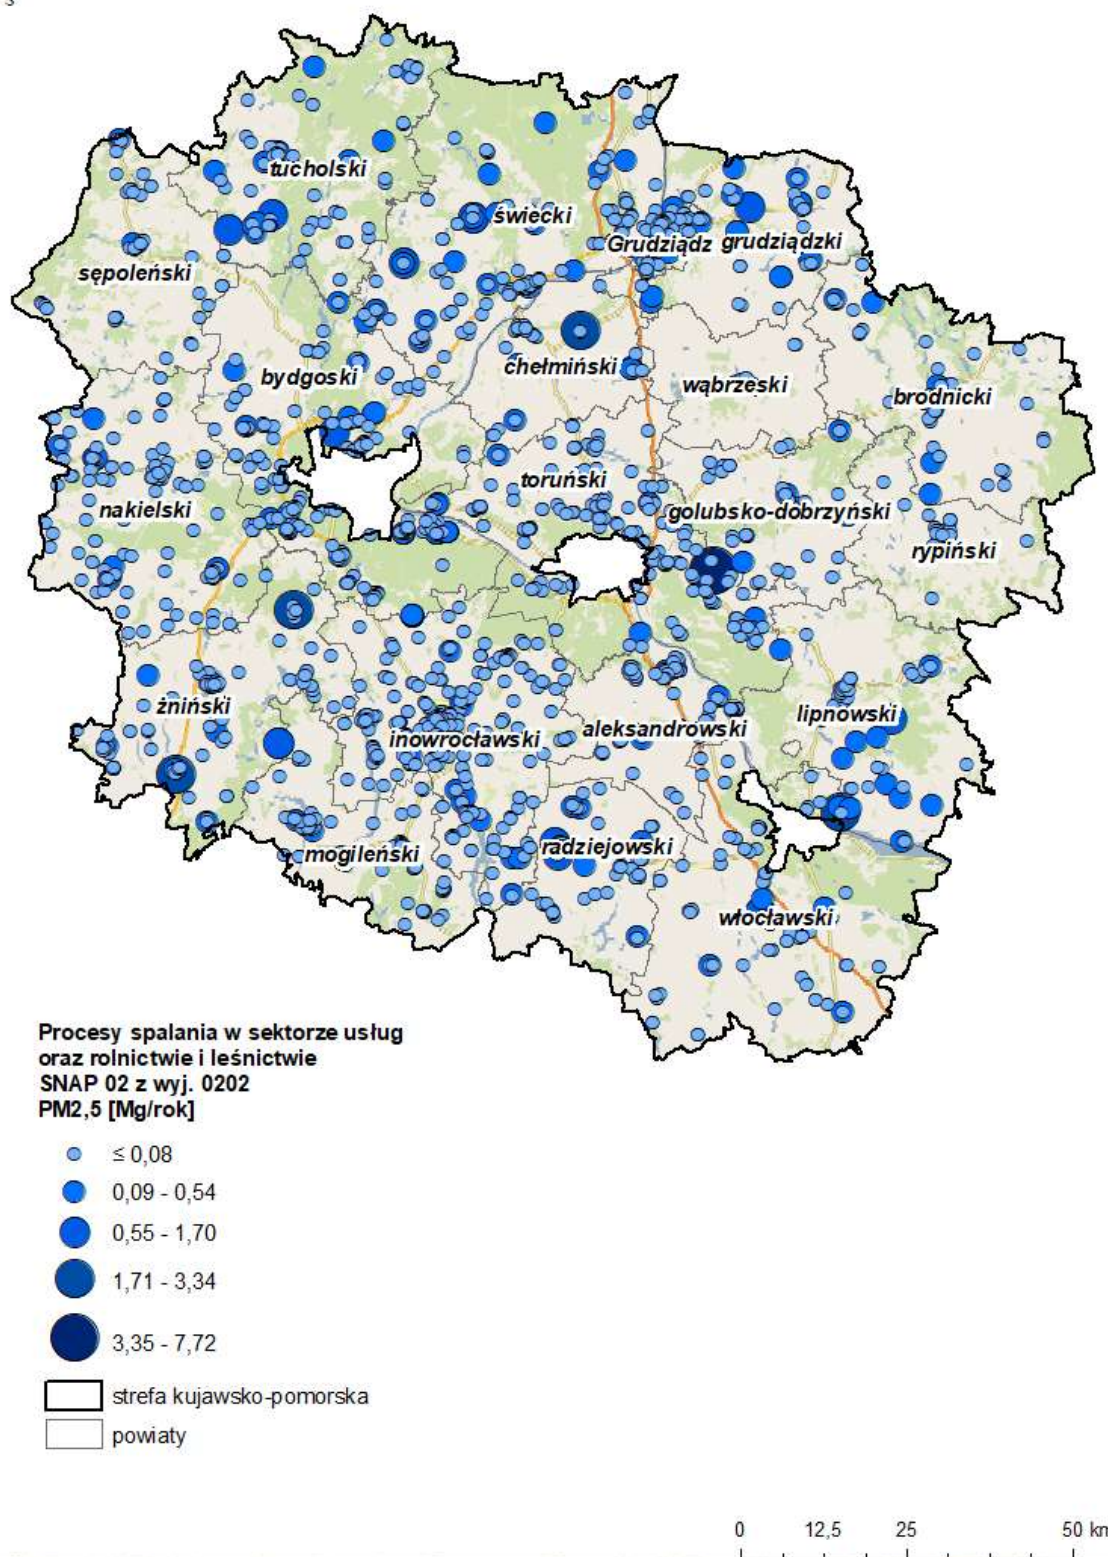 tucholski
świecki
Grudziądz grudziądzki
sępoleński
chełmiński
bydgoski
wąbrzeski
brodnicki
toruński
nakielski
golubsko-dobrzyński
rypiński
żniński
lipnowski
aleksandrowski
inowrocławski
mogileński
radziejowski
włocławski
Procesy spalania w sektorze usług
oraz rolnictwie i leśnictwie
SNAP 02 z wyj. 0202
PM2,5 [Mg/rok]
≤ 0,08
0,09 - 0,54
0,55 - 1,70
1,71 - 3,34
3,35 - 7,72
strefa kujawsko-pomorska
powiaty
0 12,5 25 50 km